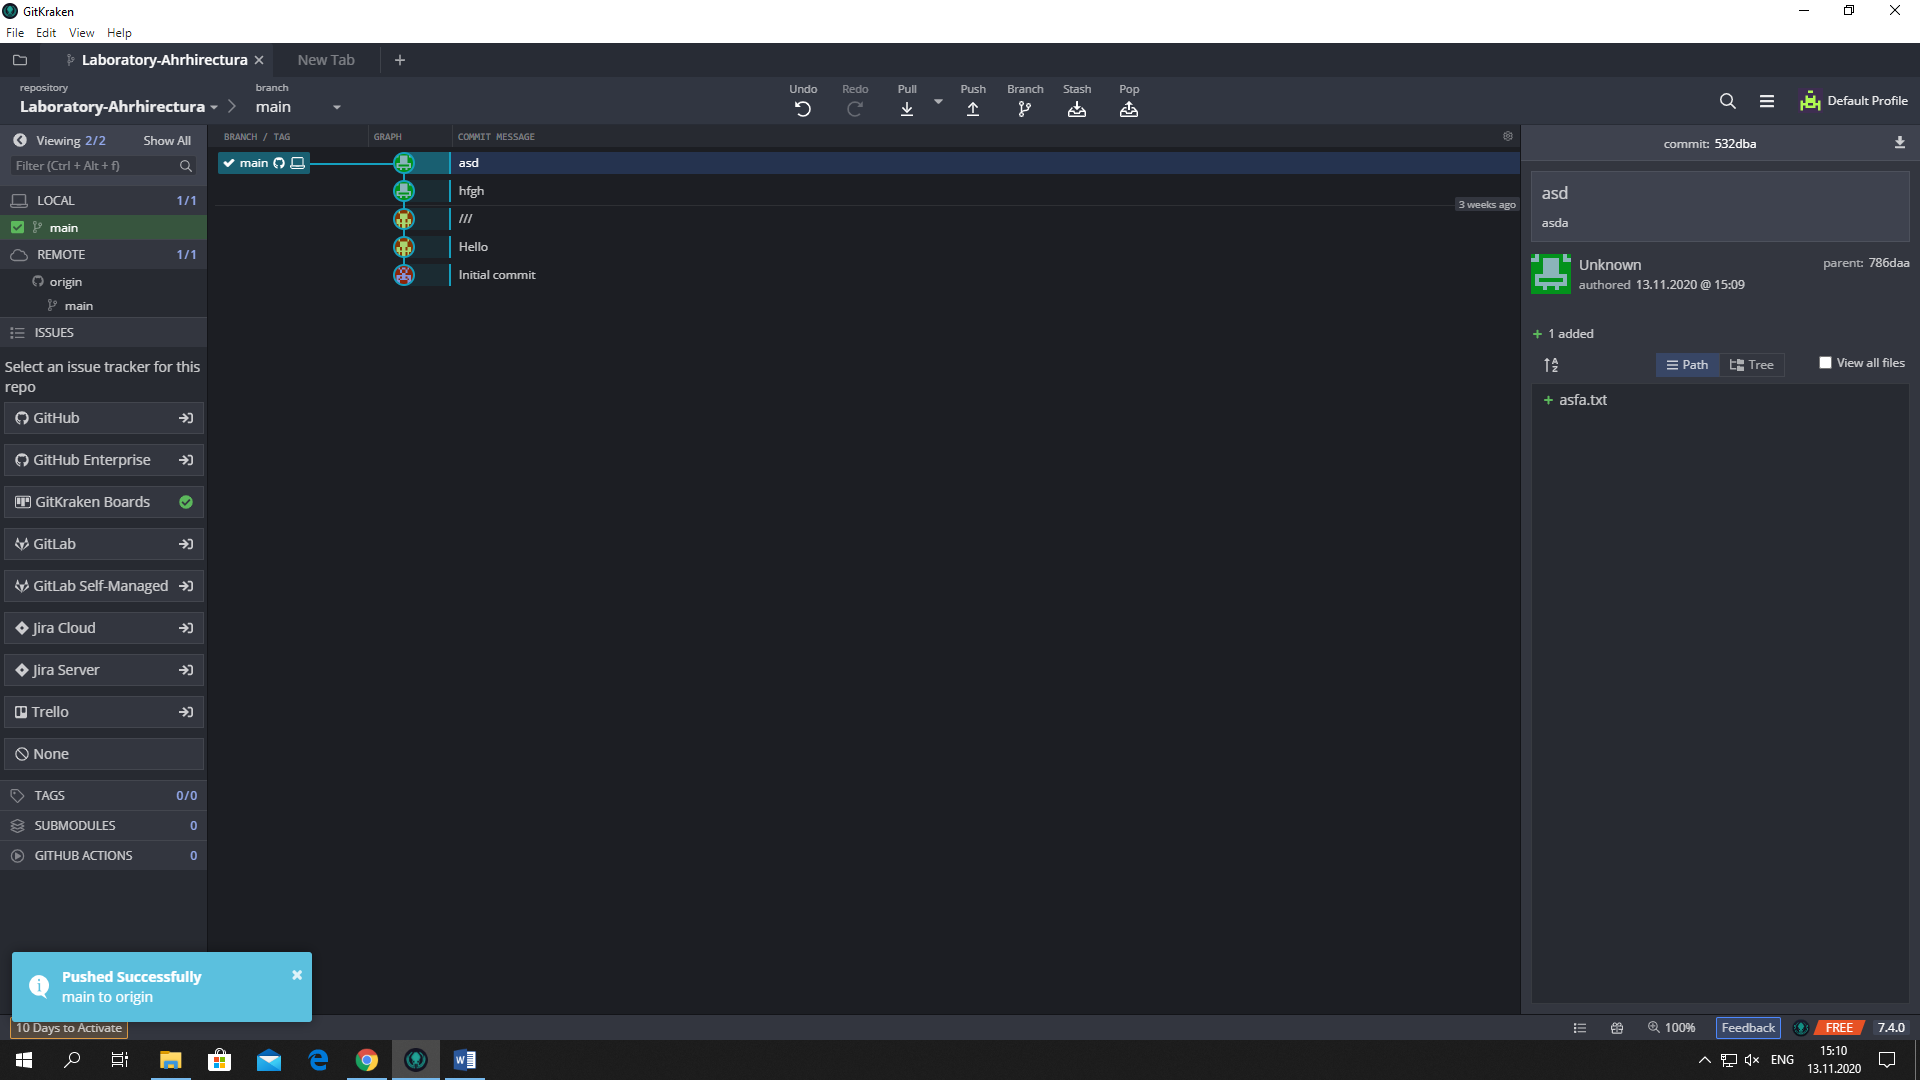 GitKraken
File Edit View Help
Laboratory-Ahrhirectura New Tab
repository
Laboratory-Ahrhirectura
branch
main
Undo Redo Pull Push Branch Stash Pop
Default Profile
Viewing 2/2 Show All
Filter (Ctrl + Alt + f)
LOCAL 1/1
main
REMOTE 1/1
origin
main
ISSUES
Select an issue tracker for this
repo
GitHub
GitHub Enterprise
GitKraken Boards
GitLab
GitLab Self-Managed
Jira Cloud
Jira Server
Trello
None
TAGS 0/0
SUBMODULES 0
GITHUB ACTIONS 0
BRANCH / TAG GRAPH COMMIT MESSAGE
main asd
hfgh
3 weeks ago
///
Hello
Initial commit
commit: 532dba
asd
asda
Unknown
parent: 786daa
authored 13.11.2020 @ 15:09
1 added
Path Tree View all files
asfa.txt
Pushed Successfully
main to origin
10 Days to Activate
100% Feedback FREE 7.4.0
ENG
15:10
13.11.2020